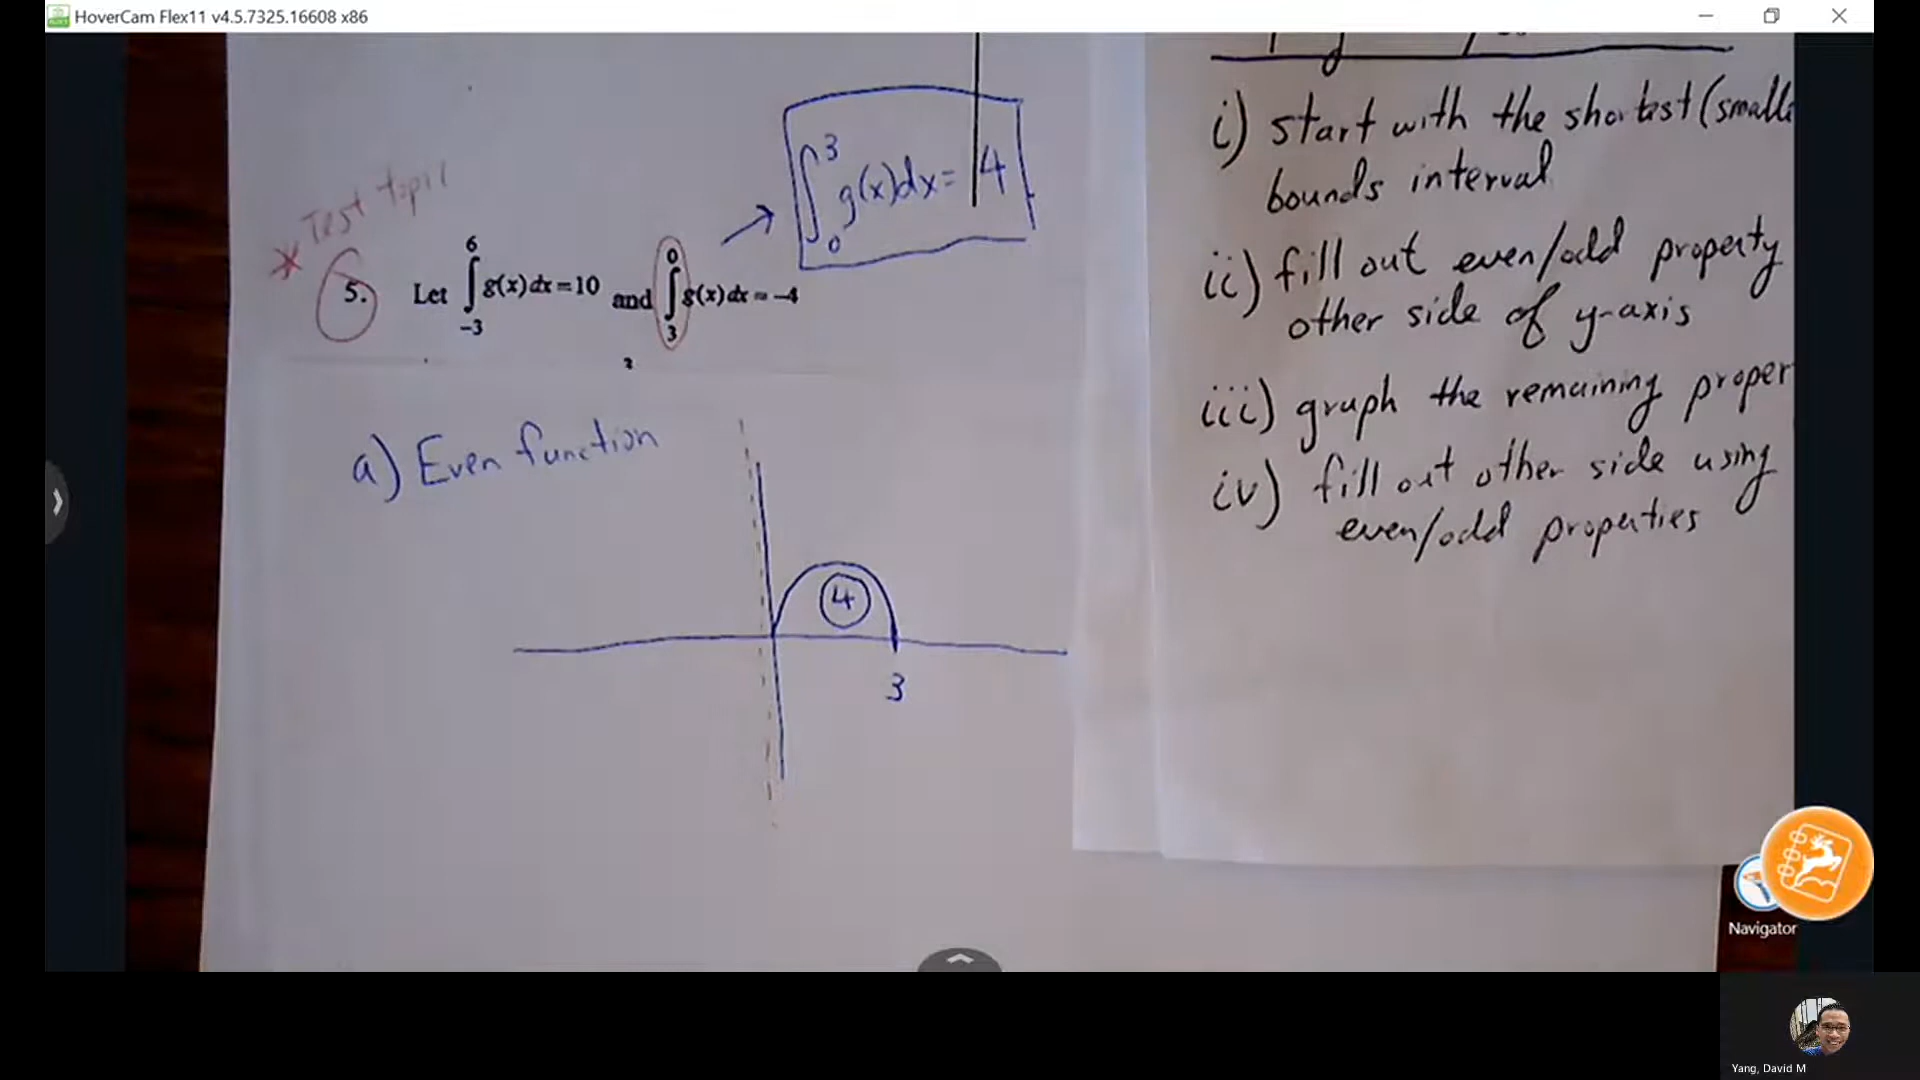 HoverCam Flex11 v4.5.7325.16608 x86
∫₀³ g(x)dx = 4
* Test topic
5. Let ∫₋₃⁶ g(x)dx = 10 and ∫₃⁰ g(x)dx = -4
a) Even function
4
3
i) start with the shortest (smalle
bounds interval
ii) fill out even/odd property
other side of y-axis
iii) graph the remaining proper
iv) fill out other side using
even/odd properties
Navigator
Yang, David M